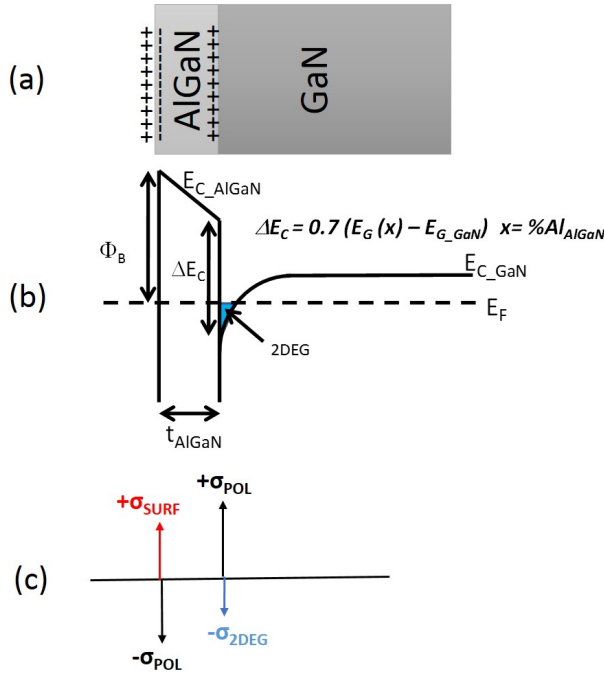 (a)
+++++++++
---------
AlGaN
+++++++++
GaN
(b)
E_C_AlGaN
ΔE_C = 0.7 (E_G (x) – E_G_GaN) x= %Al_AlGaN
Φ_B
ΔE_C
E_C_GaN
E_F
2DEG
t_AlGaN
(c)
+σ_SURF
+σ_POL
-σ_POL
-σ_2DEG